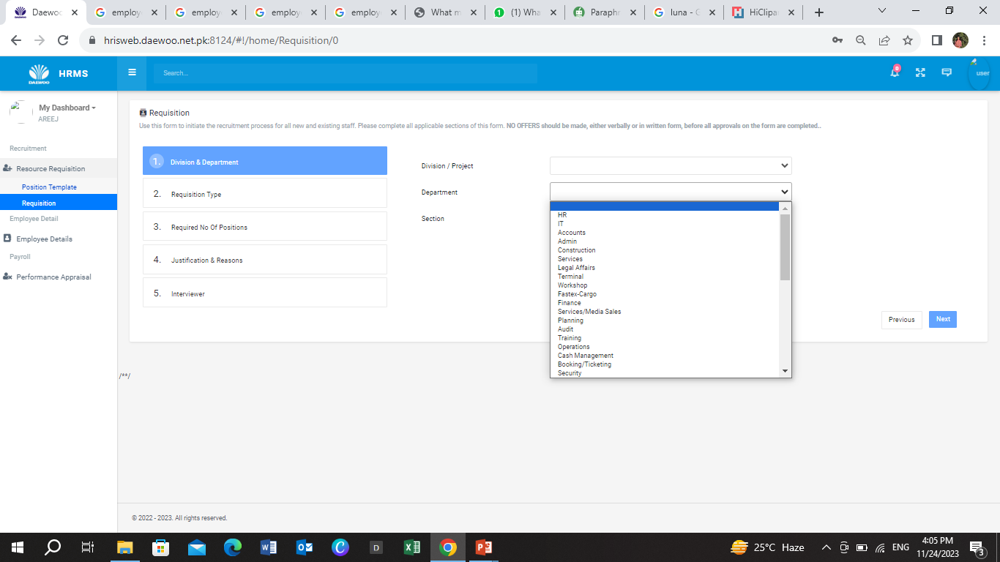 Daewoo
employ
employ
employ
employ
What m
(1) Wha
Paraphr
luna - G
HiClipa
hrisweb.daewoo.net.pk:8124/#!/home/Requisition/0
DAEWOO
HRMS
Search...
0
user
My Dashboard
AREEJ
Recruitment
Resource Requisition
Position Template
Requisition
Employee Detail
Employee Details
Payroll
Performance Appraisal
Requisition
Use this form to initiate the recruitment process for all new and existing staff. Please complete all applicable sections of this form. NO OFFERS should be made, either verbally or in written form, before all approvals on the form are completed..
1. Division & Department
2. Requisition Type
3. Required No Of Positions
4. Justification & Reasons
5. Interviewer
Division / Project
Department
Section
HR
IT
Accounts
Admin
Construction
Services
Legal Affairs
Terminal
Workshop
Fastex-Cargo
Finance
Services/Media Sales
Planning
Audit
Training
Operations
Cash Management
Booking/Ticketing
Security
Previous
Next
/**/
© 2022 - 2023. All rights reserved.
D
25°C Haze
ENG
4:05 PM
11/24/2023
3